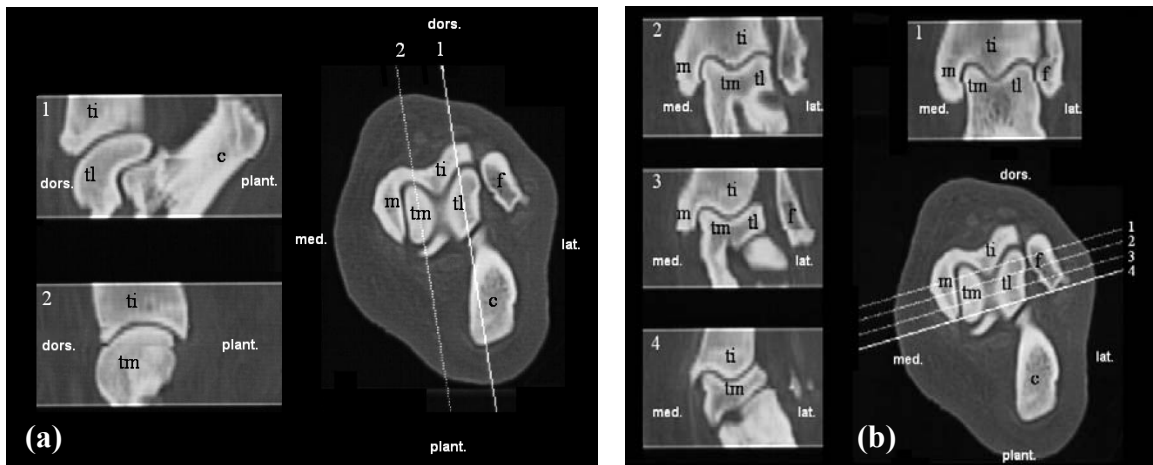 dors.
2 1
1
ti
tl
c
dors.
plant.
2
ti
tm
dors.
plant.
m
tm
ti
tl
f
c
med.
lat.
plant.
(a)
2
ti
m
tm
tl
med.
lat.
1
ti
m
tm
tl
f
med.
lat.
3
ti
m
tm
tl
f
med.
lat.
4
ti
tm
med.
lat.
dors.
1
2
3
4
ti
f
m
tm
tl
c
med.
lat.
plant.
(b)